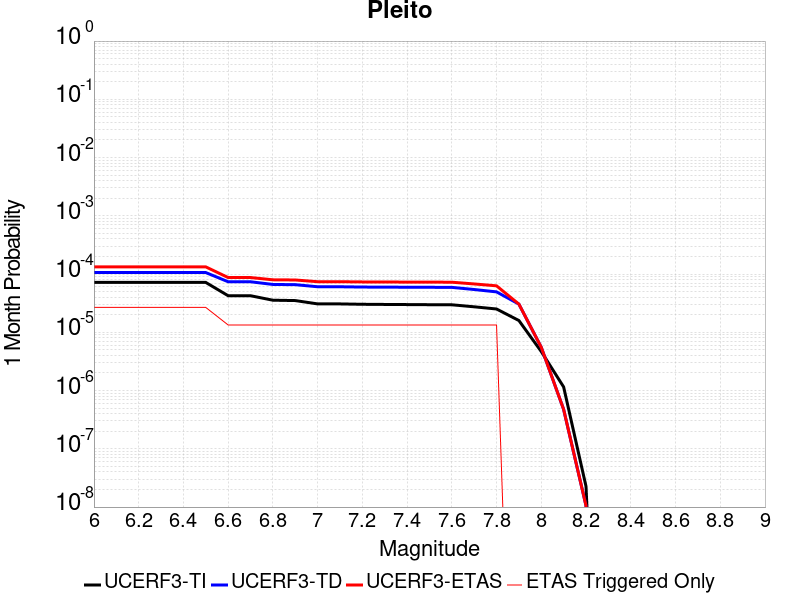 Pleito
10^0
10^-1
10^-2
10^-3
10^-4
10^-5
10^-6
10^-7
10^-8
1 Month Probability
6 6.2 6.4 6.6 6.8 7 7.2 7.4 7.6 7.8 8 8.2 8.4 8.6 8.8 9
Magnitude
UCERF3-TI UCERF3-TD UCERF3-ETAS ETAS Triggered Only